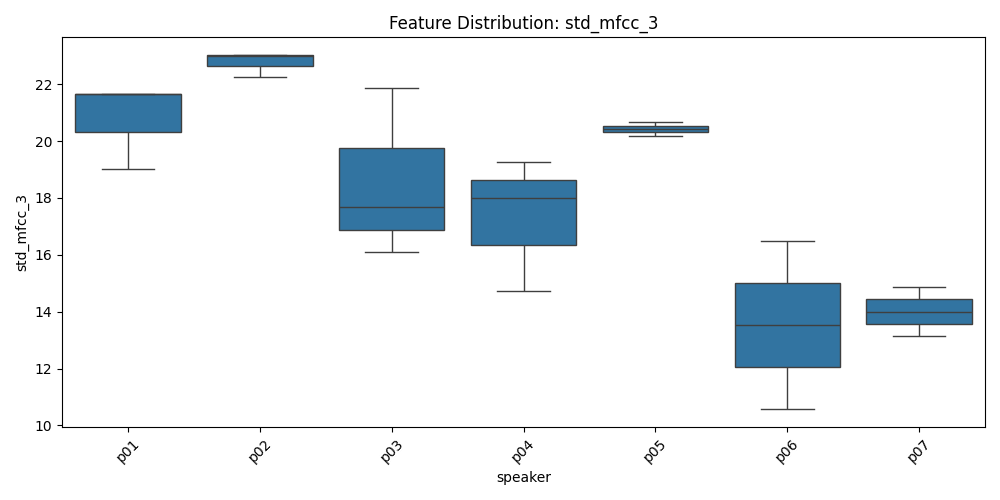 Feature Distribution: std_mfcc_3
std_mfcc_3
22
20
18
16
14
12
10
p01 p02 p03 p04 p05 p06 p07
speaker